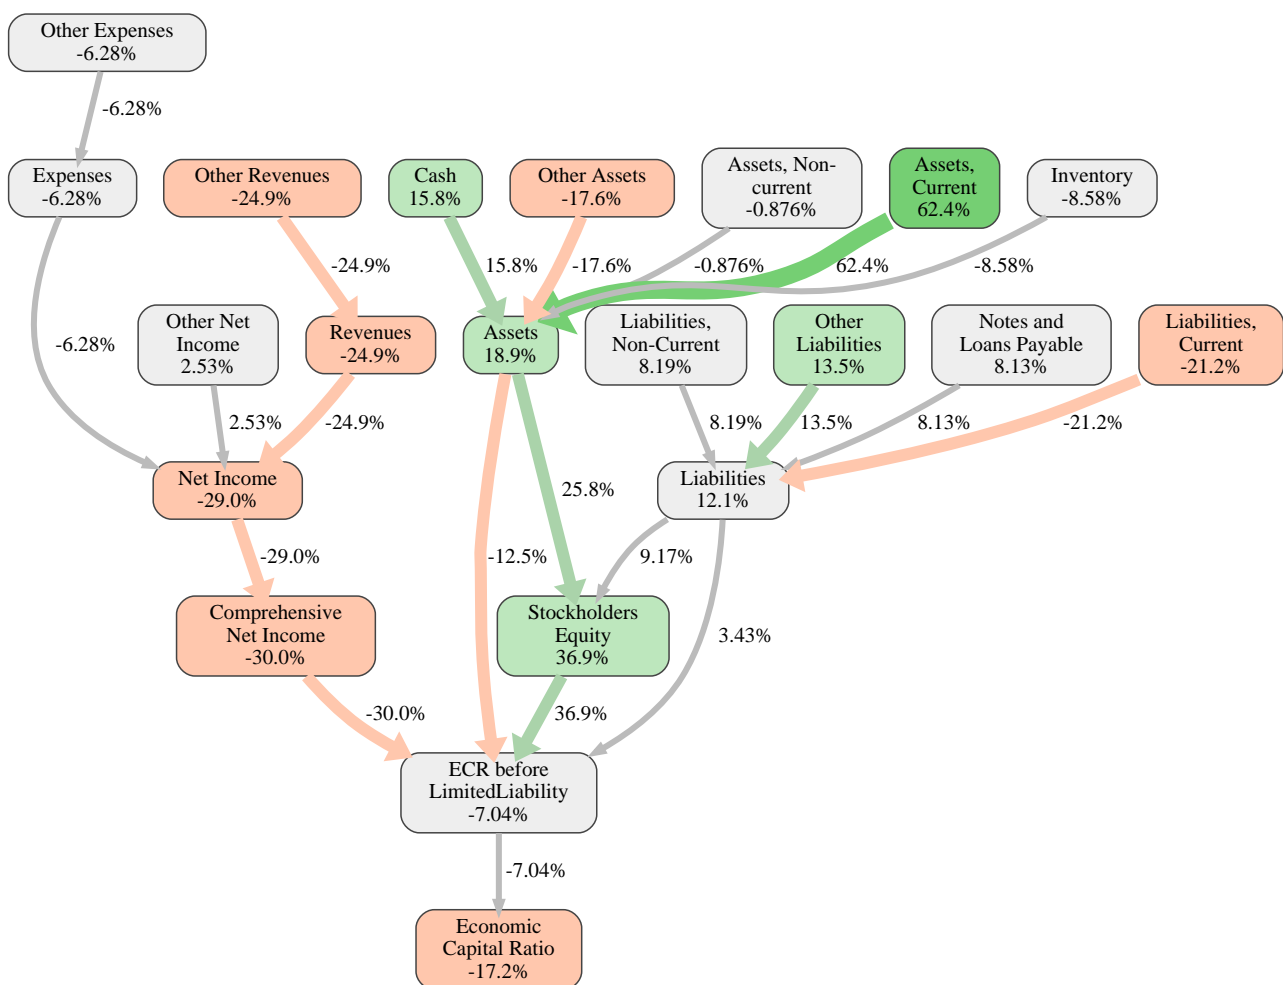 Other Expenses
-6.28%
-6.28%
Expenses
-6.28%
Other Revenues
-24.9%
Cash
15.8%
Other Assets
-17.6%
Assets, Non-
current
-0.876%
Assets,
Current
62.4%
Inventory
-8.58%
-24.9%
15.8%
-17.6%
-0.876%
62.4%
-8.58%
-6.28%
Other Net
Income
2.53%
Revenues
-24.9%
Assets
18.9%
Liabilities,
Non-Current
8.19%
Other
Liabilities
13.5%
Notes and
Loans Payable
8.13%
Liabilities,
Current
-21.2%
2.53%
-24.9%
8.19%
13.5%
8.13%
-21.2%
Net Income
-29.0%
25.8%
Liabilities
12.1%
-29.0%
-12.5%
9.17%
Comprehensive
Net Income
-30.0%
Stockholders
Equity
36.9%
3.43%
-30.0%
36.9%
ECR before
LimitedLiability
-7.04%
-7.04%
Economic
Capital Ratio
-17.2%